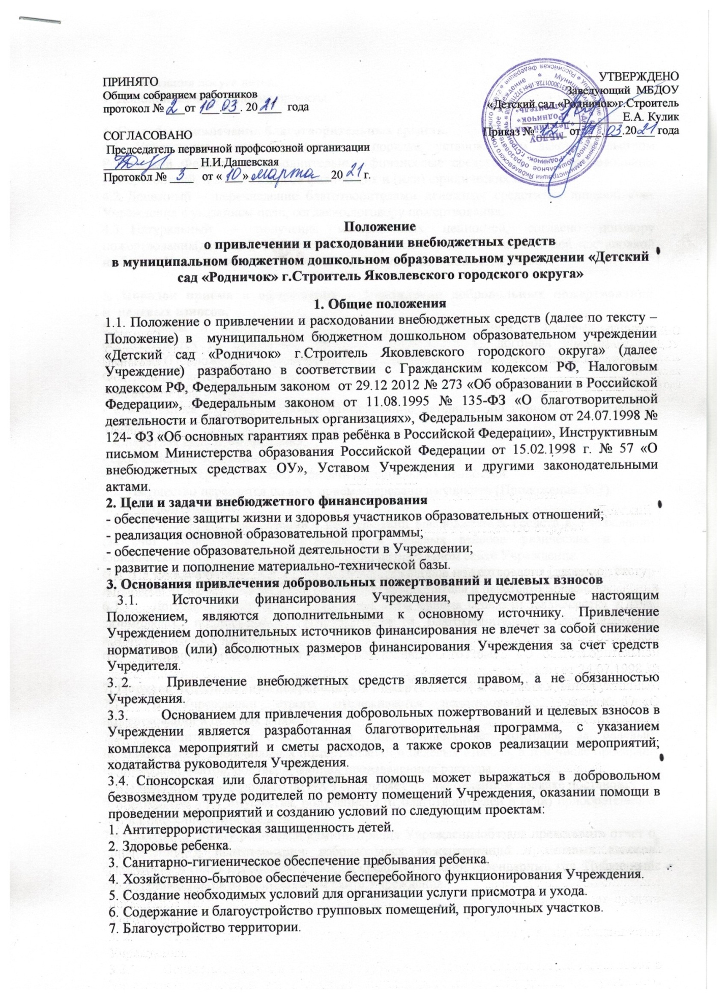 ПРИНЯТО
Общим собранием работников
протокол № 2 от 10.03.2021 года
СОГЛАСОВАНО
Председатель первичной профсоюзной организации
Н.И.Дашевская
Протокол № 3 от «10» марта 2021 г.
УТВЕРЖДЕНО
Заведующий МБДОУ
«Детский сад «Родничок»г.Строитель
Е.А. Кулик
Приказ № 12 от .03.2021 года
МБДОУ
«Детский сад
«Родничок»
г.Строитель»
Положение
о привлечении и расходовании внебюджетных средств
в муниципальном бюджетном дошкольном образовательном учреждении «Детский
сад «Родничок» г.Строитель Яковлевского городского округа»
1. Общие положения
1.1. Положение о привлечении и расходовании внебюджетных средств (далее по тексту –
Положение) в муниципальном бюджетном дошкольном образовательном учреждении
«Детский сад «Родничок» г.Строитель Яковлевского городского округа» (далее
Учреждение) разработано в соответствии с Гражданским кодексом РФ, Налоговым
кодексом РФ, Федеральным законом от 29.12 2012 № 273 «Об образовании в Российской
Федерации», Федеральным законом от 11.08.1995 № 135-ФЗ «О благотворительной
деятельности и благотворительных организациях», Федеральным законом от 24.07.1998 №
124- ФЗ «Об основных гарантиях прав ребёнка в Российской Федерации», Инструктивным
письмом Министерства образования Российской Федерации от 15.02.1998 г. № 57 «О
внебюджетных средствах ОУ», Уставом Учреждения и другими законодательными
актами.
2. Цели и задачи внебюджетного финансирования
- обеспечение защиты жизни и здоровья участников образовательных отношений;
- реализация основной образовательной программы;
- обеспечение образовательной деятельности в Учреждении;
- развитие и пополнение материально-технической базы.
3. Основания привлечения добровольных пожертвований и целевых взносов
3.1. Источники финансирования Учреждения, предусмотренные настоящим
Положением, являются дополнительными к основному источнику. Привлечение
Учреждением дополнительных источников финансирования не влечет за собой снижение
нормативов (или) абсолютных размеров финансирования Учреждения за счет средств
Учредителя.
3. 2. Привлечение внебюджетных средств является правом, а не обязанностью
Учреждения.
3.3. Основанием для привлечения добровольных пожертвований и целевых взносов в
Учреждении является разработанная благотворительная программа, с указанием
комплекса мероприятий и сметы расходов, а также сроков реализации мероприятий;
ходатайства руководителя Учреждения.
3.4. Спонсорская или благотворительная помощь может выражаться в добровольном
безвозмездном труде родителей по ремонту помещений Учреждения, оказании помощи в
проведении мероприятий и созданию условий по следующим проектам:
1. Антитеррористическая защищенность детей.
2. Здоровье ребенка.
3. Санитарно-гигиеническое обеспечение пребывания ребенка.
4. Хозяйственно-бытовое обеспечение бесперебойного функционирования Учреждения.
5. Создание необходимых условий для организации услуги присмотра и ухода.
6. Содержание и благоустройство групповых помещений, прогулочных участков.
7. Благоустройство территории.